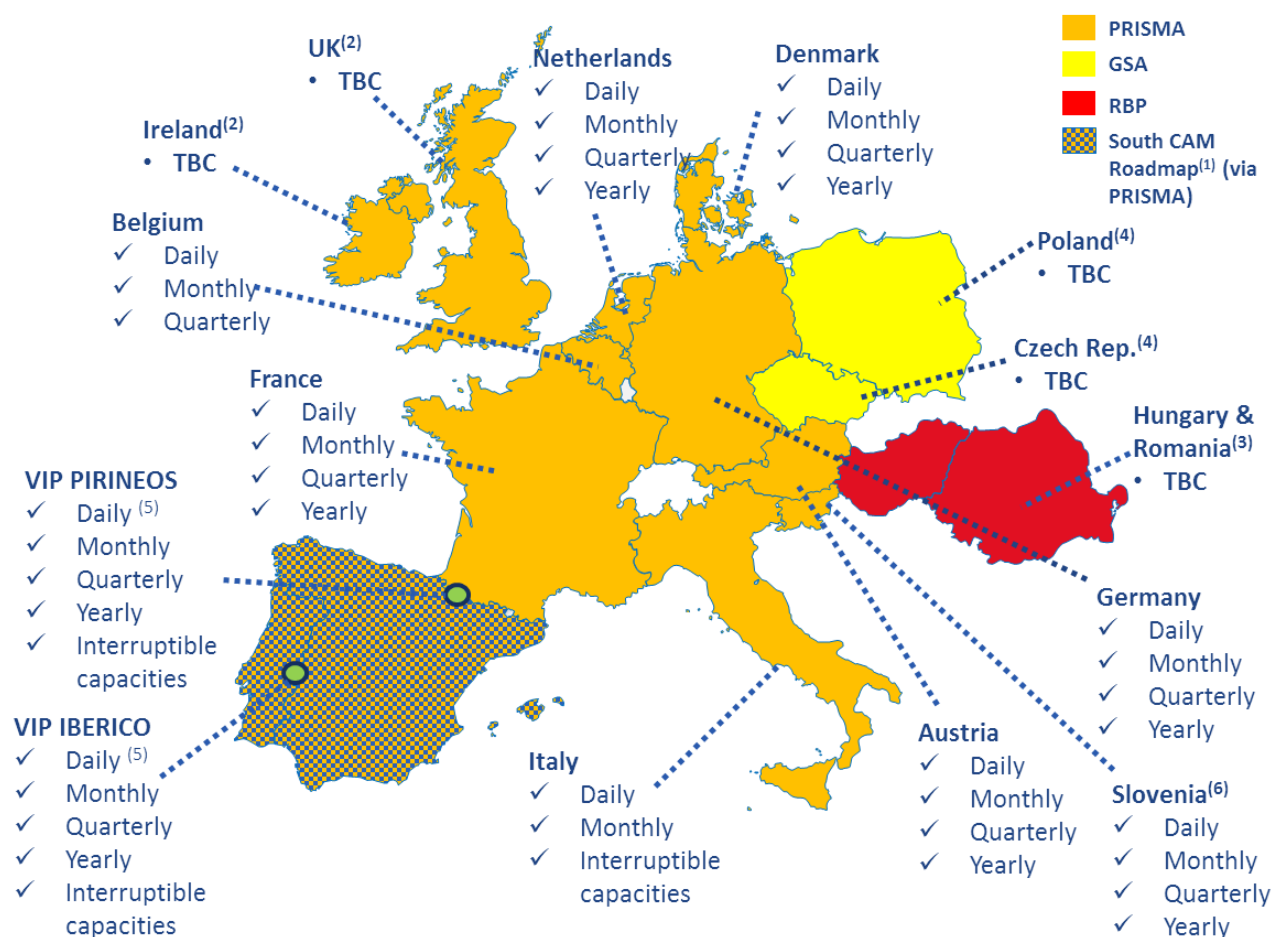 UK(2)
• TBC
Ireland(2)
• TBC
Netherlands
✓ Daily
✓ Monthly
✓ Quarterly
✓ Yearly
Denmark
✓ Daily
✓ Monthly
✓ Quarterly
✓ Yearly
PRISMA
GSA
RBP
South CAM
Roadmap(1) (via
PRISMA)
Belgium
✓ Daily
✓ Monthly
✓ Quarterly
Poland(4)
• TBC
Czech Rep.(4)
• TBC
France
✓ Daily
✓ Monthly
✓ Quarterly
✓ Yearly
Hungary &
Romania(3)
• TBC
VIP PIRINEOS
✓ Daily (5)
✓ Monthly
✓ Quarterly
✓ Yearly
✓ Interruptible
capacities
Germany
✓ Daily
✓ Monthly
✓ Quarterly
✓ Yearly
VIP IBERICO
✓ Daily (5)
✓ Monthly
✓ Quarterly
✓ Yearly
✓ Interruptible
capacities
Italy
✓ Daily
✓ Monthly
✓ Interruptible
capacities
Austria
✓ Daily
✓ Monthly
✓ Quarterly
✓ Yearly
Slovenia(6)
✓ Daily
✓ Monthly
✓ Quarterly
✓ Yearly